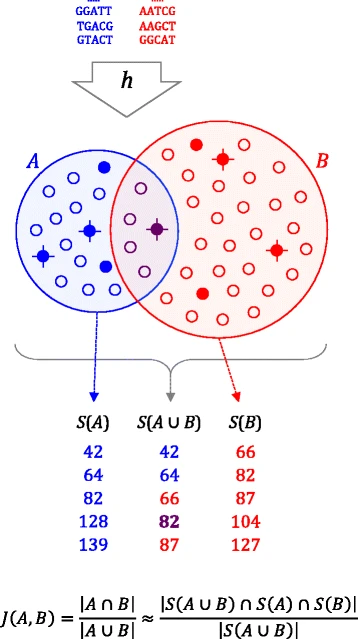 GGATT AATCG
TGACG AAGCT
GTACT GGCAT
h
A B
S(A) S(A ∪ B) S(B)
42 42 66
64 64 82
82 66 87
128 82 104
139 87 127
J(A, B) = |A ∩ B| / |A ∪ B| ≈ |S(A ∪ B) ∩ S(A) ∩ S(B)| / |S(A ∪ B)|